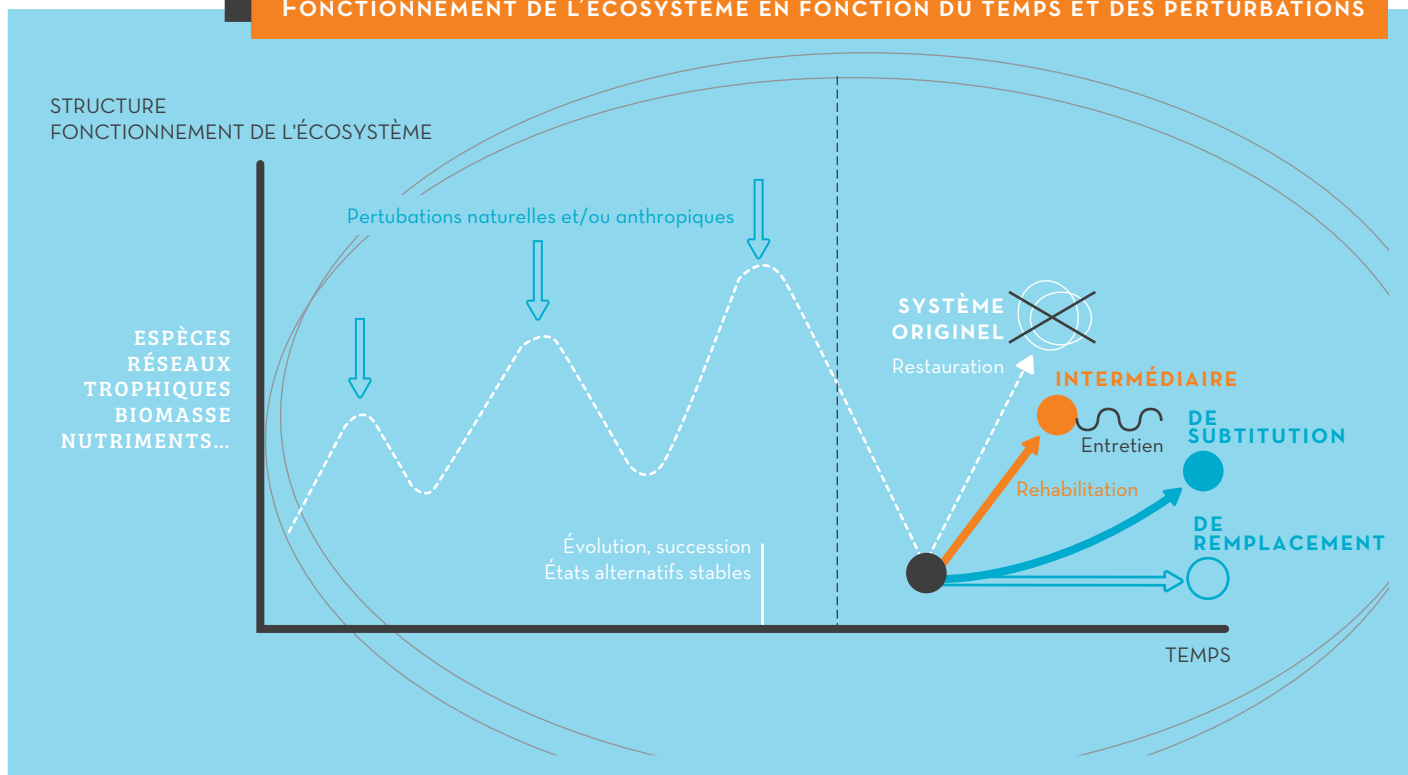 FONCTIONNEMENT DE L'ÉCOSYSTÈME EN FONCTION DU TEMPS ET DES PERTURBATIONS
STRUCTURE
FONCTIONNEMENT DE L'ÉCOSYSTÈME
Pertubations naturelles et/ou anthropiques
ESPÈCES
RÉSEAUX
TROPHIQUES
BIOMASSE
NUTRIMENTS...
SYSTÈME
ORIGINEL
Restauration
INTERMÉDIAIRE
Entretien
DE
SUBTITUTION
Rehabilitation
DE
REMPLACEMENT
Évolution, succession
États alternatifs stables
TEMPS